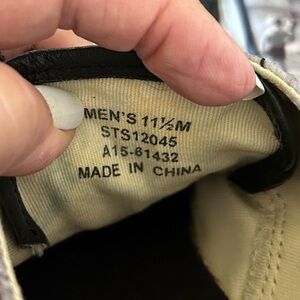 MEN'S 11½M
STS12045
A15-61432
MADE IN CHINA